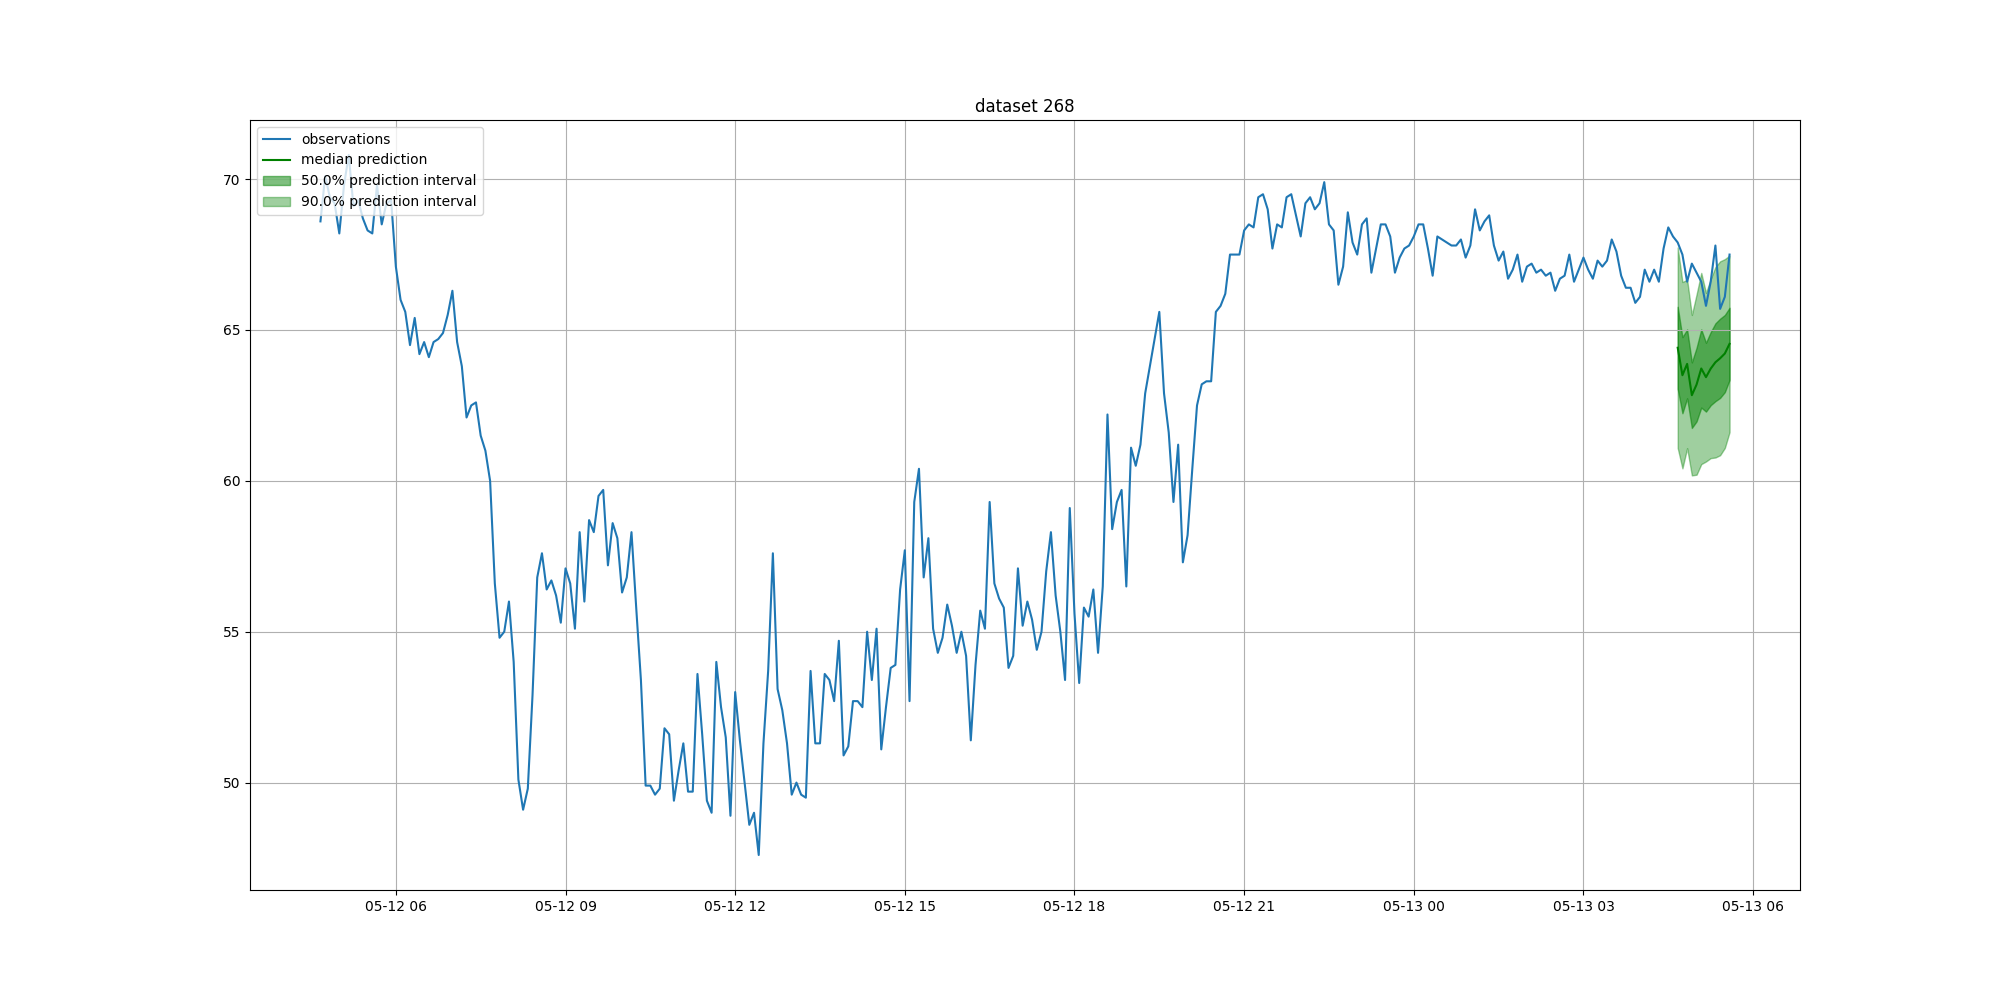 dataset 268
observations
median prediction
50.0% prediction interval
90.0% prediction interval
70
65
60
55
50
05-12 06
05-12 09
05-12 12
05-12 15
05-12 18
05-12 21
05-13 00
05-13 03
05-13 06